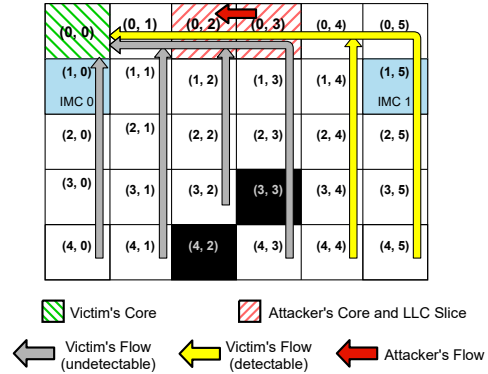 (0, 0) (0, 1) (0, 2) (0, 3) (0, 4) (0, 5)
(1, 0) (1, 1) (1, 2) (1, 3) (1, 4) (1, 5)
IMC 0 IMC 1
(2, 0) (2, 1) (2, 2) (2, 3) (2, 4) (2, 5)
(3, 0) (3, 1) (3, 2) (3, 3) (3, 4) (3, 5)
(4, 0) (4, 1) (4, 2) (4, 3) (4, 4) (4, 5)
Victim's Core Attacker's Core and LLC Slice
Victim's Flow Victim's Flow Attacker's Flow
(undetectable) (detectable)